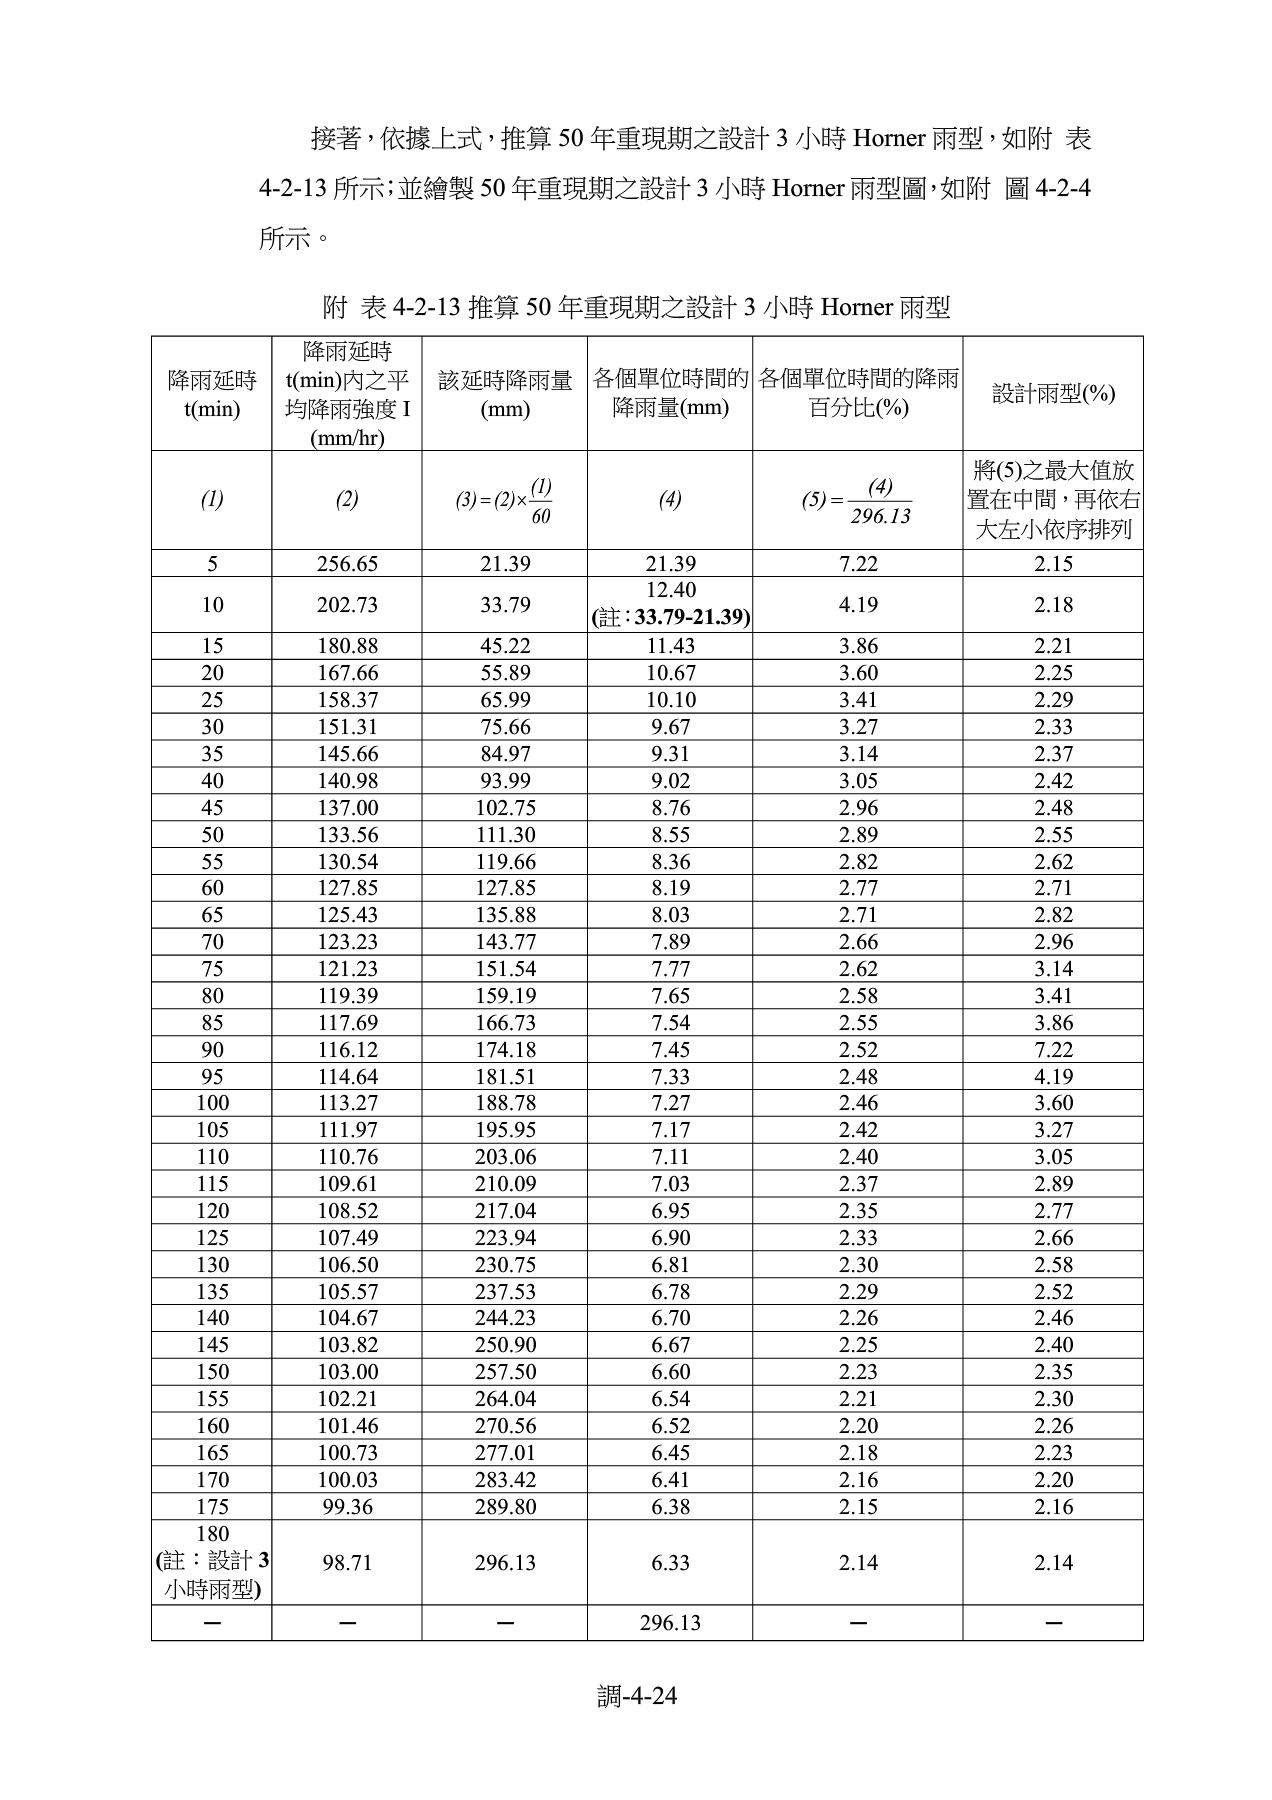 接著，依據上式，推算 50 年重現期之設計 3 小時 Horner 雨型，如附 表
4-2-13 所示；並繪製 50 年重現期之設計 3 小時 Horner 雨型圖，如附 圖 4-2-4
所示。
附 表 4-2-13 推算 50 年重現期之設計 3 小時 Horner 雨型
降雨延時 t(min) 降雨延時 t(min)內之平均降雨強度 I (mm/hr) 該延時降雨量 (mm) 各個單位時間的降雨量(mm) 各個單位時間的降雨百分比(%) 設計雨型(%)
(1) (2) (3)=(2)×(1)/60 (4) (5)=(4)/296.13 將(5)之最大值放置在中間，再依右大左小依序排列
5 256.65 21.39 21.39 7.22 2.15
10 202.73 33.79 12.40 (註：33.79-21.39) 4.19 2.18
15 180.88 45.22 11.43 3.86 2.21
20 167.66 55.89 10.67 3.60 2.25
25 158.37 65.99 10.10 3.41 2.29
30 151.31 75.66 9.67 3.27 2.33
35 145.66 84.97 9.31 3.14 2.37
40 140.98 93.99 9.02 3.05 2.42
45 137.00 102.75 8.76 2.96 2.48
50 133.56 111.30 8.55 2.89 2.55
55 130.54 119.66 8.36 2.82 2.62
60 127.85 127.85 8.19 2.77 2.71
65 125.43 135.88 8.03 2.71 2.82
70 123.23 143.77 7.89 2.66 2.96
75 121.23 151.54 7.77 2.62 3.14
80 119.39 159.19 7.65 2.58 3.41
85 117.69 166.73 7.54 2.55 3.86
90 116.12 174.18 7.45 2.52 7.22
95 114.64 181.51 7.33 2.48 4.19
100 113.27 188.78 7.27 2.46 3.60
105 111.97 195.95 7.17 2.42 3.27
110 110.76 203.06 7.11 2.40 3.05
115 109.61 210.09 7.03 2.37 2.89
120 108.52 217.04 6.95 2.35 2.77
125 107.49 223.94 6.90 2.33 2.66
130 106.50 230.75 6.81 2.30 2.58
135 105.57 237.53 6.78 2.29 2.52
140 104.67 244.23 6.70 2.26 2.46
145 103.82 250.90 6.67 2.25 2.40
150 103.00 257.50 6.60 2.23 2.35
155 102.21 264.04 6.54 2.21 2.30
160 101.46 270.56 6.52 2.20 2.26
165 100.73 277.01 6.45 2.18 2.23
170 100.03 283.42 6.41 2.16 2.20
175 99.36 289.80 6.38 2.15 2.16
180 (註：設計 3 小時雨型) 98.71 296.13 6.33 2.14 2.14
— — — 296.13 — —
調-4-24